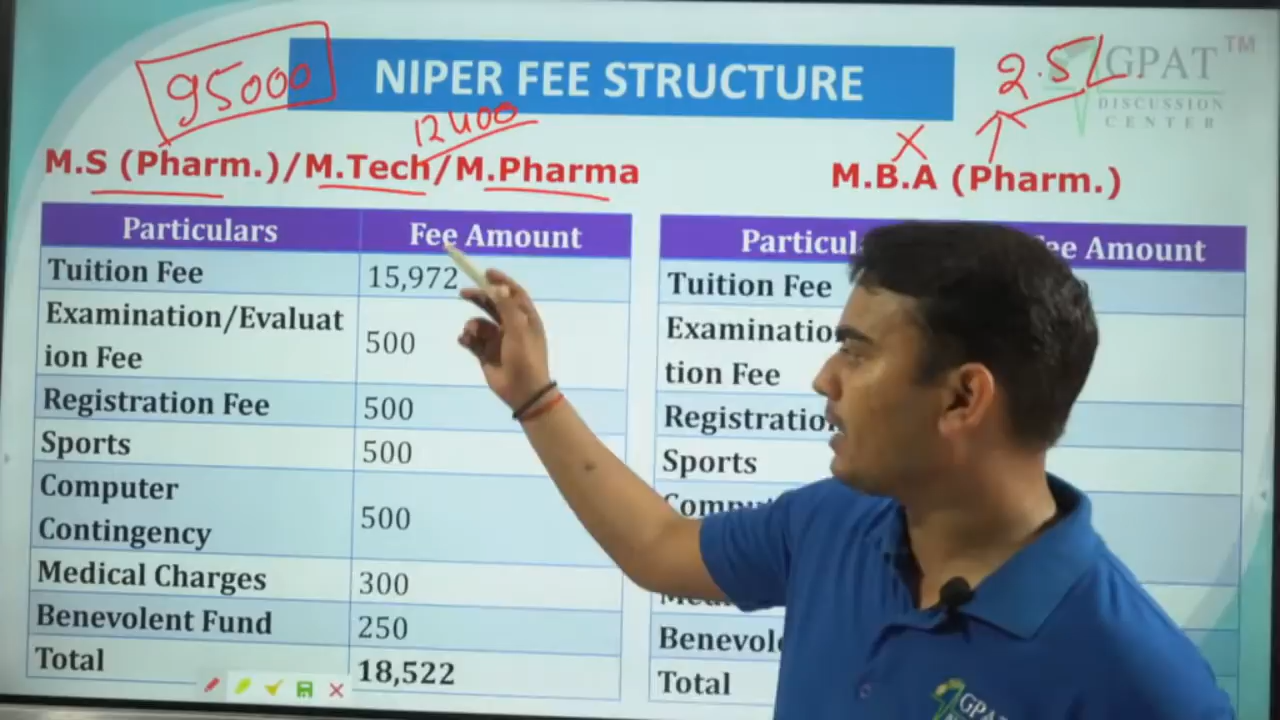 95000
NIPER FEE STRUCTURE
2.5L
GPAT TM
DISCUSSION
CENTER
12400
M.S (Pharm.)/M.Tech/M.Pharma
M.B.A (Pharm.)
Particulars Fee Amount
Tuition Fee 15,972
Examination/Evaluat
ion Fee 500
Registration Fee 500
Sports 500
Computer
Contingency 500
Medical Charges 300
Benevolent Fund 250
Total 18,522
Fee Amount
Tuition Fee
tion Fee
Sports
Total
GPAT